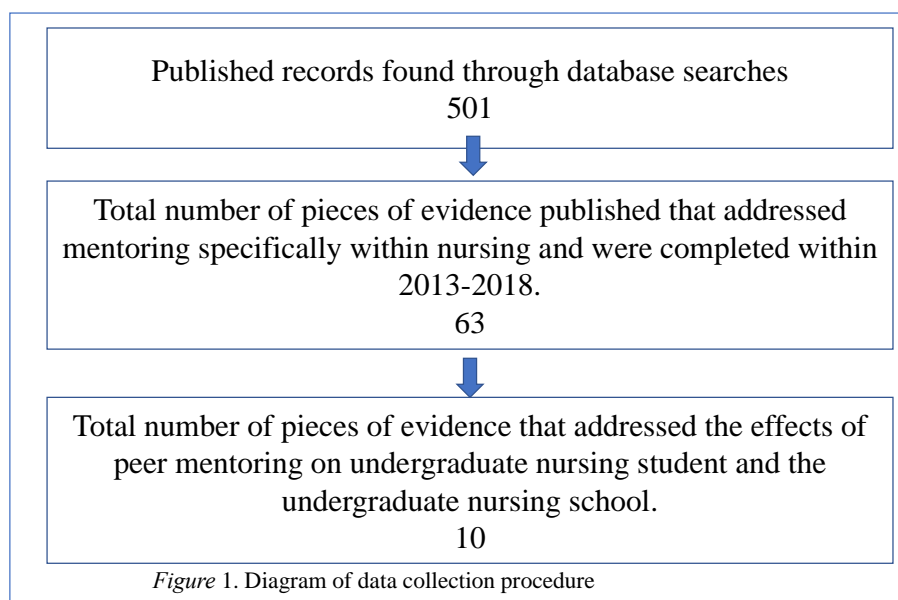 Published records found through database searches
501
Total number of pieces of evidence published that addressed
mentoring specifically within nursing and were completed within
2013-2018.
63
Total number of pieces of evidence that addressed the effects of
peer mentoring on undergraduate nursing student and the
undergraduate nursing school.
10
Figure 1. Diagram of data collection procedure